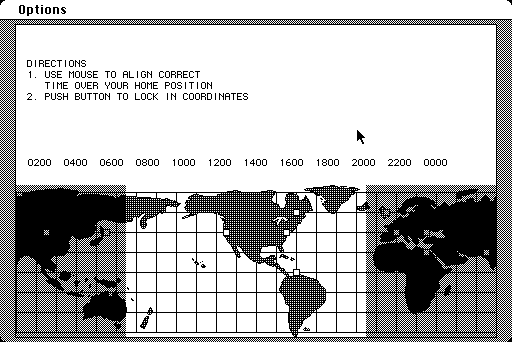 Options
DIRECTIONS
1. USE MOUSE TO ALIGN CORRECT
TIME OVER YOUR HOME POSITION
2. PUSH BUTTON TO LOCK IN COORDINATES
0200 0400 0600 0800 1000 1200 1400 1600 1800 2000 2200 0000